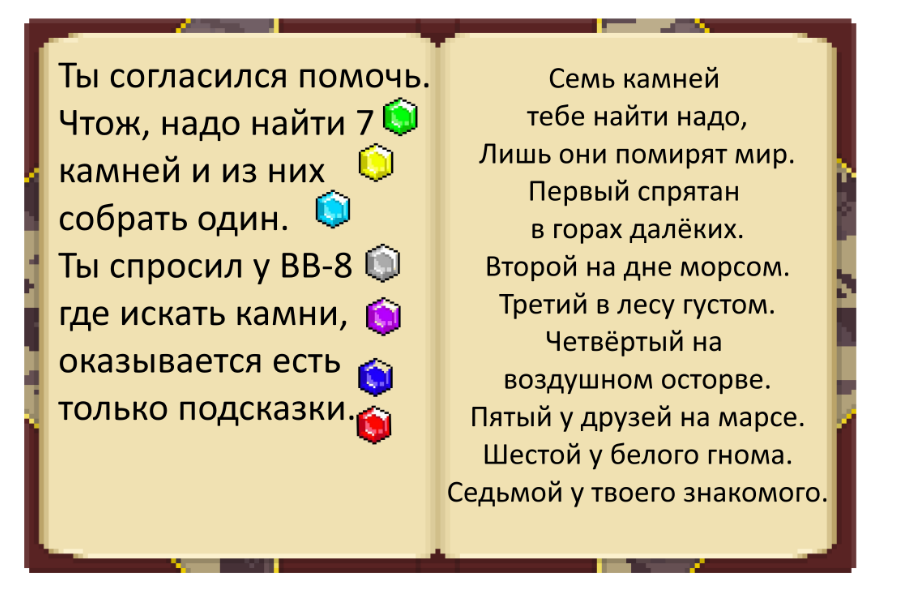 Ты согласился помочь.
Чтож, надо найти 7
камней и из них
собрать один.
Ты спросил у BB-8
где искать камни,
оказывается есть
только подсказки.
Семь камней
тебе найти надо,
Лишь они помирят мир.
Первый спрятан
в горах далёких.
Второй на дне морсом.
Третий в лесу густом.
Четвёртый на
воздушном осторве.
Пятый у друзей на марсе.
Шестой у белого гнома.
Седьмой у твоего знакомого.